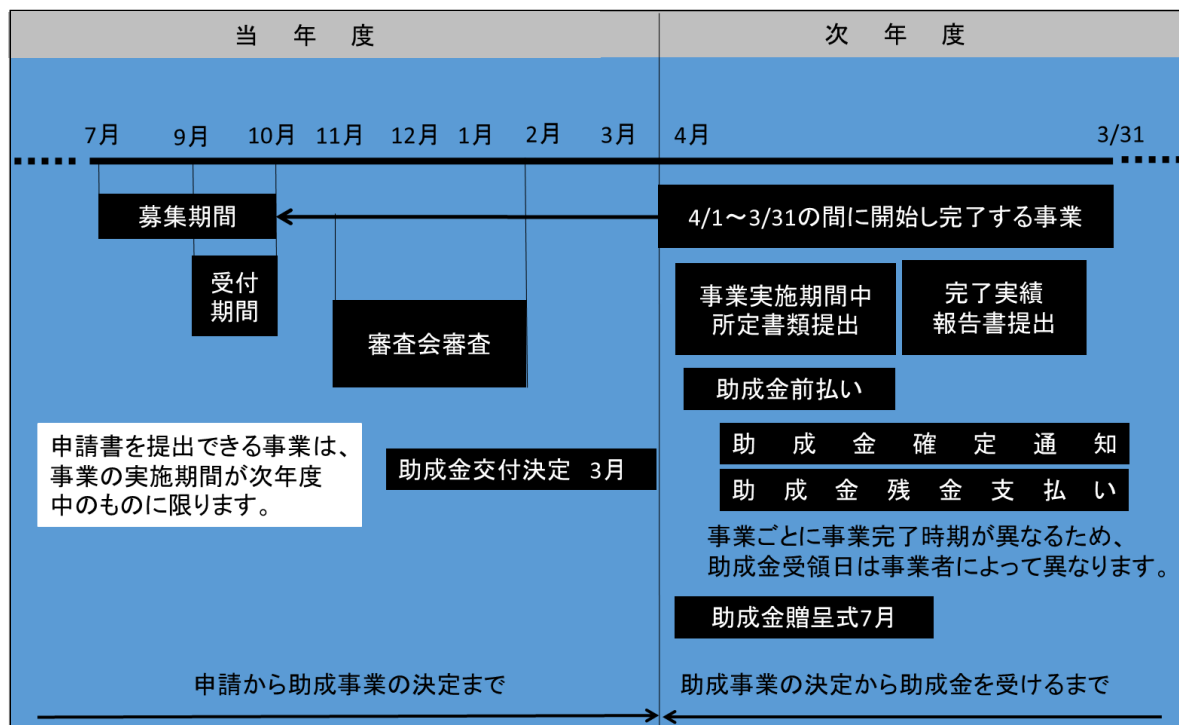 当年度
次年度
7月 9月 10月 11月 12月 1月 2月 3月 4月 3/31
募集期間
4/1～3/31の間に開始し完了する事業
受付
期間
審査会審査
事業実施期間中
所定書類提出
完了実績
報告書提出
助成金前払い
申請書を提出できる事業は、
事業の実施期間が次年度
中のものに限ります。
助成金交付決定 3月
助成金確定通知
助成金残金支払い
事業ごとに事業完了時期が異なるため、
助成金受領日は事業者によって異なります。
助成金贈呈式7月
申請から助成事業の決定まで
助成事業の決定から助成金を受けるまで